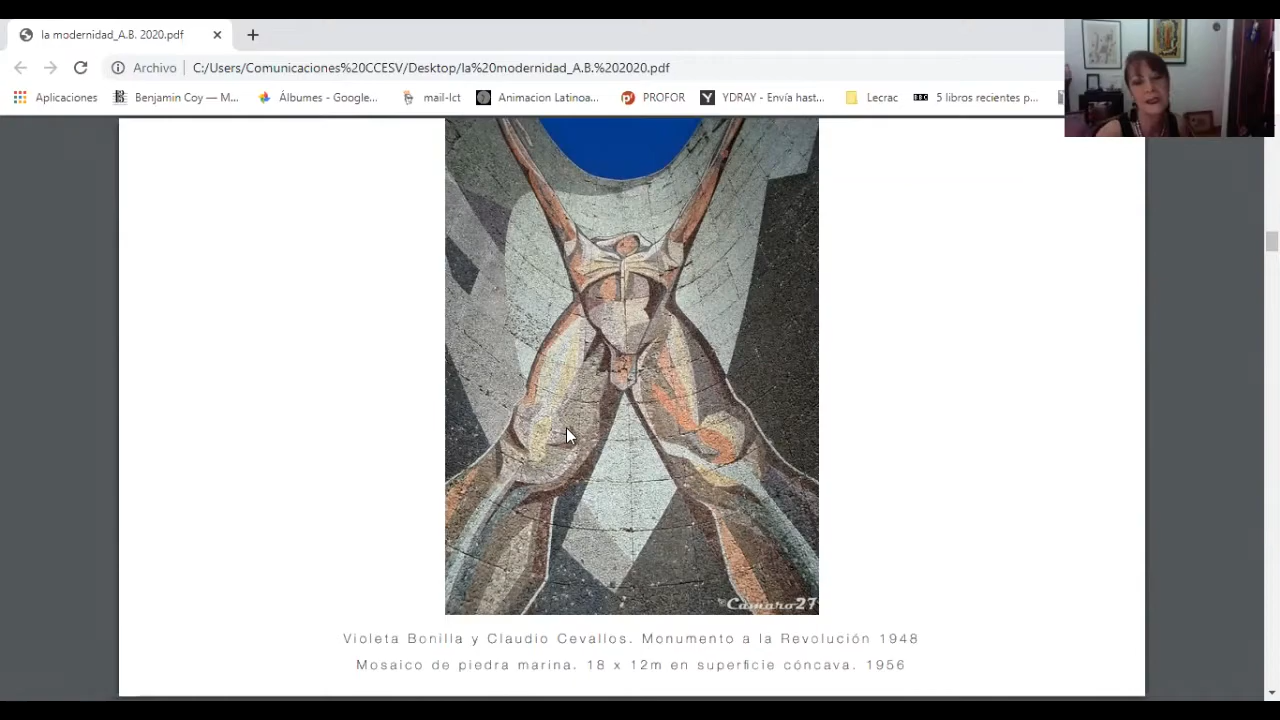 la modernidad_A.B. 2020.pdf
Archivo C:/Users/Comunicaciones%20CCESV/Desktop/la%20modernidad_A.B.%202020.pdf
Aplicaciones Benjamin Coy — M... Álbumes - Google... mail-lct Animacion Latinoa... PROFOR YDRAY - Envía hast... Lecrac BBC 5 libros recientes p...
Camaro27
Violeta Bonilla y Claudio Cevallos. Monumento a la Revolución 1948
Mosaico de piedra marina. 18 x 12m en superficie cóncava. 1956